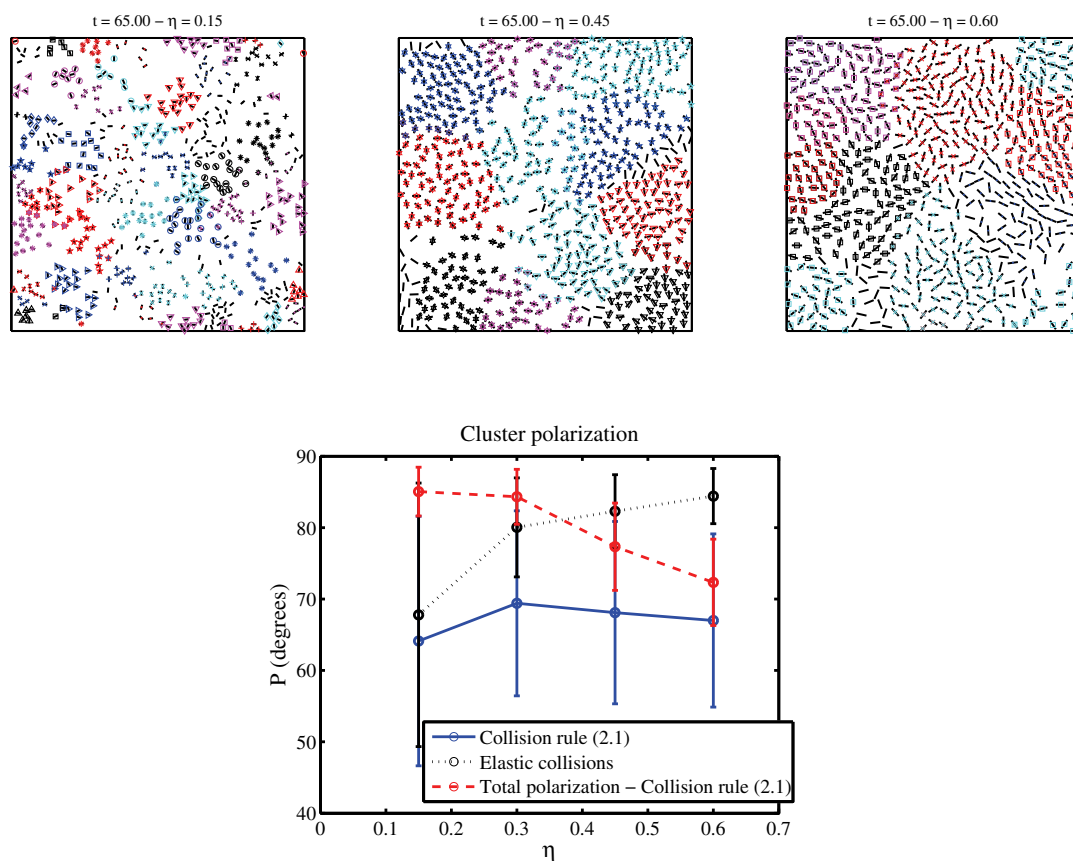 t = 65.00 − η = 0.15
t = 65.00 − η = 0.45
t = 65.00 − η = 0.60
Cluster polarization
90
80
70
60
50
40
P (degrees)
Collision rule (2.1)
Elastic collisions
Total polarization − Collision rule (2.1)
0 0.1 0.2 0.3 0.4 0.5 0.6 0.7
η